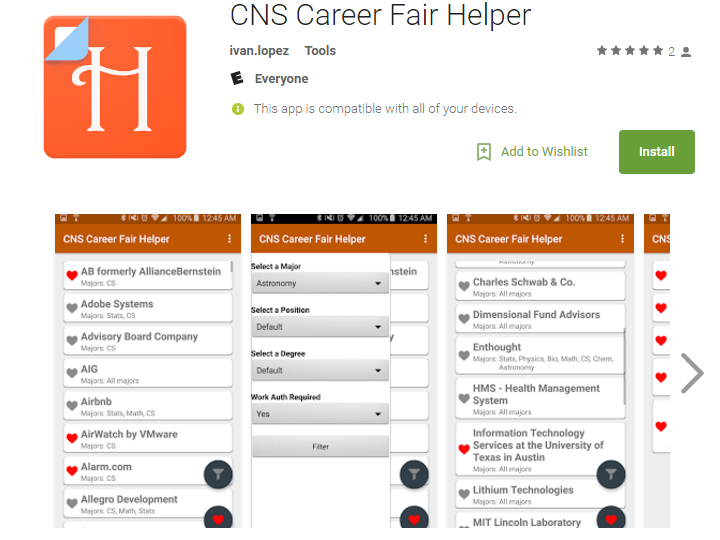 CNS Career Fair Helper
ivan.lopez Tools
2
E Everyone
This app is compatible with all of your devices.
Add to Wishlist
Install
H
100% 12:45 AM
CNS Career Fair Helper
AB formerly AllianceBernstein
Majors: CS
Adobe Systems
Majors: Stats, CS
Advisory Board Company
Majors: CS
AIG
Majors: All majors
Airbnb
Majors: Stats, Math, CS
AirWatch by VMware
Majors: CS
Alarm.com
Majors: CS
Allegro Development
Majors: CS, Math, Stats
100% 12:45 AM
CNS Career Fair Helper
nstein
Select a Major
Astronomy
Select a Position
Default
y
Select a Degree
Default
Work Auth Required
Yes
Filter
100% 12:45 AM
CNS Career Fair Helper
Astronomy
Charles Schwab & Co.
Majors: All majors
Dimensional Fund Advisors
Majors: All majors
Enthought
Majors: Stats, Physics, Bio, Math, CS, Chem,
Astronomy
HMS - Health Management
System
Majors: All majors
Information Technology
Services at the University of
Texas in Austin
Majors: All majors
Lithium Technologies
Majors: All majors
MIT Lincoln Laboratory
CNS